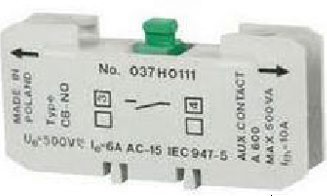 No. 037H0111
MADE IN
POLAND
Type
CB-NO
3
4
AUX CONTACT
A 600
MAX 500VA
Ith=10A
Ue=500V~ Ie=6A AC-15 IEC 947-5